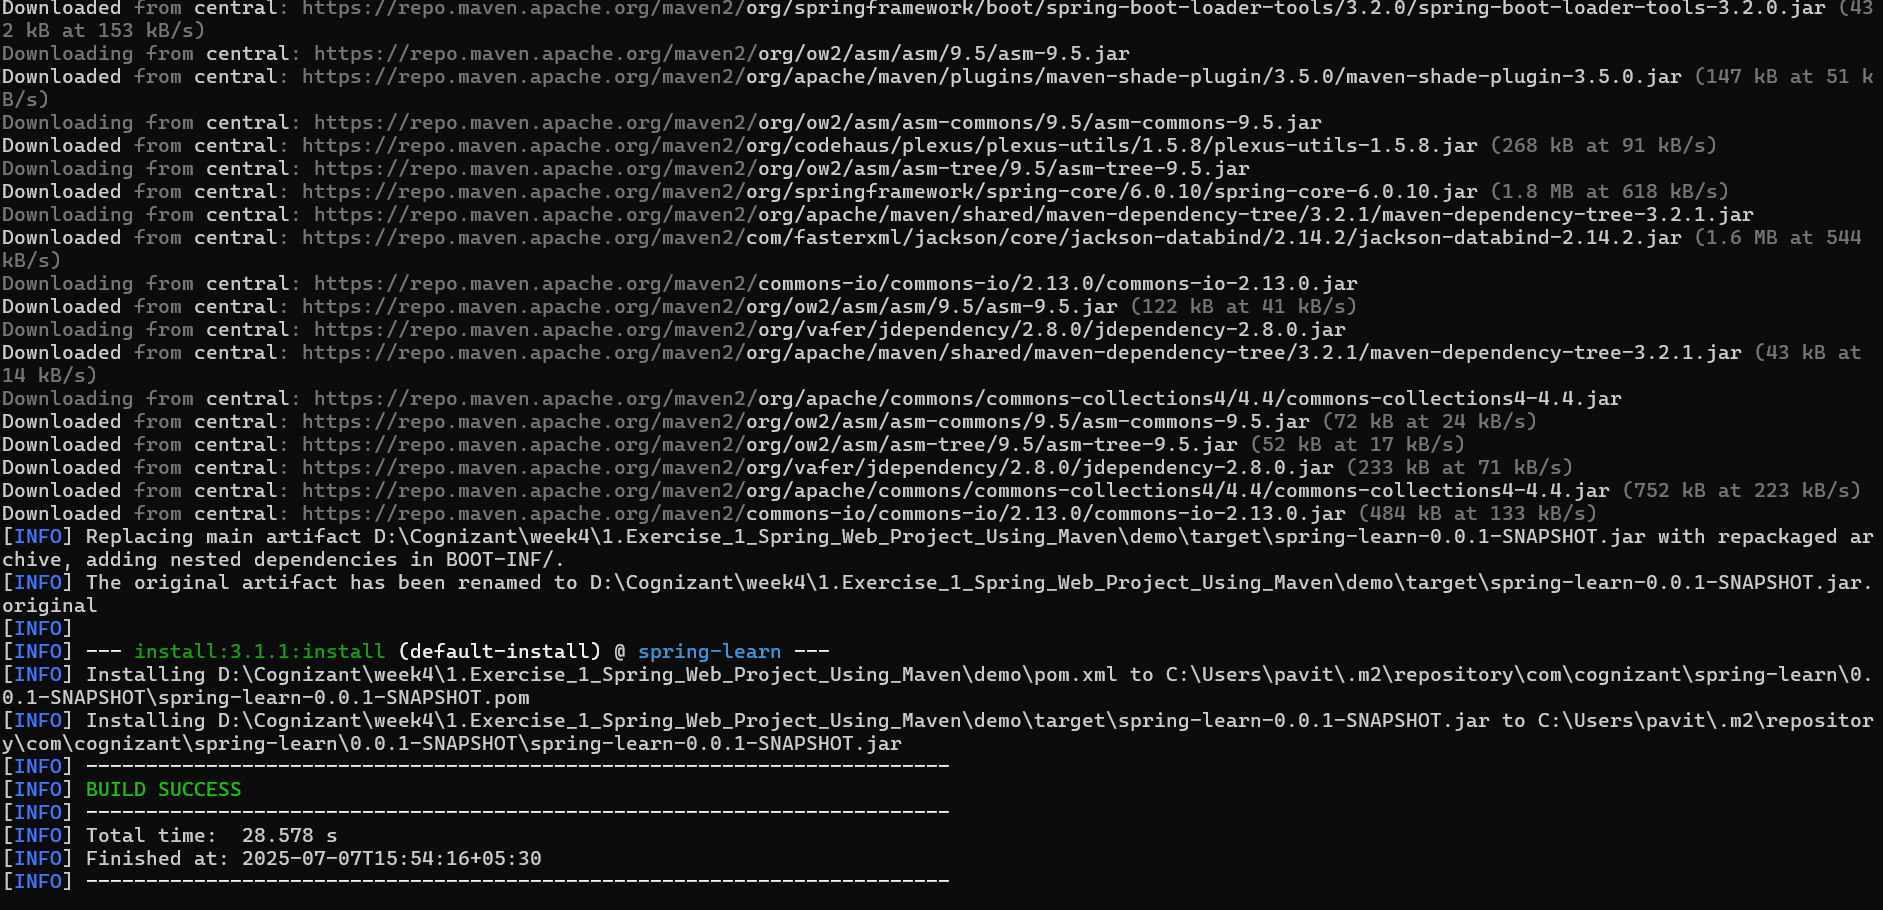 Downloaded from central: https://repo.maven.apache.org/maven2/org/springframework/boot/spring-boot-loader-tools/3.2.0/spring-boot-loader-tools-3.2.0.jar (43
2 kB at 153 kB/s)
Downloading from central: https://repo.maven.apache.org/maven2/org/ow2/asm/asm/9.5/asm-9.5.jar
Downloaded from central: https://repo.maven.apache.org/maven2/org/apache/maven/plugins/maven-shade-plugin/3.5.0/maven-shade-plugin-3.5.0.jar (147 kB at 51 k
B/s)
Downloading from central: https://repo.maven.apache.org/maven2/org/ow2/asm/asm-commons/9.5/asm-commons-9.5.jar
Downloaded from central: https://repo.maven.apache.org/maven2/org/codehaus/plexus/plexus-utils/1.5.8/plexus-utils-1.5.8.jar (268 kB at 91 kB/s)
Downloading from central: https://repo.maven.apache.org/maven2/org/ow2/asm/asm-tree/9.5/asm-tree-9.5.jar
Downloaded from central: https://repo.maven.apache.org/maven2/org/springframework/spring-core/6.0.10/spring-core-6.0.10.jar (1.8 MB at 618 kB/s)
Downloading from central: https://repo.maven.apache.org/maven2/org/apache/maven/shared/maven-dependency-tree/3.2.1/maven-dependency-tree-3.2.1.jar
Downloaded from central: https://repo.maven.apache.org/maven2/com/fasterxml/jackson/core/jackson-databind/2.14.2/jackson-databind-2.14.2.jar (1.6 MB at 544
kB/s)
Downloading from central: https://repo.maven.apache.org/maven2/commons-io/commons-io/2.13.0/commons-io-2.13.0.jar
Downloaded from central: https://repo.maven.apache.org/maven2/org/ow2/asm/asm/9.5/asm-9.5.jar (122 kB at 41 kB/s)
Downloading from central: https://repo.maven.apache.org/maven2/org/vafer/jdependency/2.8.0/jdependency-2.8.0.jar
Downloaded from central: https://repo.maven.apache.org/maven2/org/apache/maven/shared/maven-dependency-tree/3.2.1/maven-dependency-tree-3.2.1.jar (43 kB at
14 kB/s)
Downloading from central: https://repo.maven.apache.org/maven2/org/apache/commons/commons-collections4/4.4/commons-collections4-4.4.jar
Downloaded from central: https://repo.maven.apache.org/maven2/org/ow2/asm/asm-commons/9.5/asm-commons-9.5.jar (72 kB at 24 kB/s)
Downloaded from central: https://repo.maven.apache.org/maven2/org/ow2/asm/asm-tree/9.5/asm-tree-9.5.jar (52 kB at 17 kB/s)
Downloaded from central: https://repo.maven.apache.org/maven2/org/vafer/jdependency/2.8.0/jdependency-2.8.0.jar (233 kB at 71 kB/s)
Downloaded from central: https://repo.maven.apache.org/maven2/org/apache/commons/commons-collections4/4.4/commons-collections4-4.4.jar (752 kB at 223 kB/s)
Downloaded from central: https://repo.maven.apache.org/maven2/commons-io/commons-io/2.13.0/commons-io-2.13.0.jar (484 kB at 133 kB/s)
[INFO] Replacing main artifact D:\Cognizant\week4\1.Exercise_1_Spring_Web_Project_Using_Maven\demo\target\spring-learn-0.0.1-SNAPSHOT.jar with repackaged ar
chive, adding nested dependencies in BOOT-INF/.
[INFO] The original artifact has been renamed to D:\Cognizant\week4\1.Exercise_1_Spring_Web_Project_Using_Maven\demo\target\spring-learn-0.0.1-SNAPSHOT.jar.
original
[INFO]
[INFO] --- install:3.1.1:install (default-install) @ spring-learn ---
[INFO] Installing D:\Cognizant\week4\1.Exercise_1_Spring_Web_Project_Using_Maven\demo\pom.xml to C:\Users\pavit\.m2\repository\com\cognizant\spring-learn\0.
0.1-SNAPSHOT\spring-learn-0.0.1-SNAPSHOT.pom
[INFO] Installing D:\Cognizant\week4\1.Exercise_1_Spring_Web_Project_Using_Maven\demo\target\spring-learn-0.0.1-SNAPSHOT.jar to C:\Users\pavit\.m2\repositor
y\com\cognizant\spring-learn\0.0.1-SNAPSHOT\spring-learn-0.0.1-SNAPSHOT.jar
[INFO] ------------------------------------------------------------------------
[INFO] BUILD SUCCESS
[INFO] ------------------------------------------------------------------------
[INFO] Total time:  28.578 s
[INFO] Finished at: 2025-07-07T15:54:16+05:30
[INFO] ------------------------------------------------------------------------